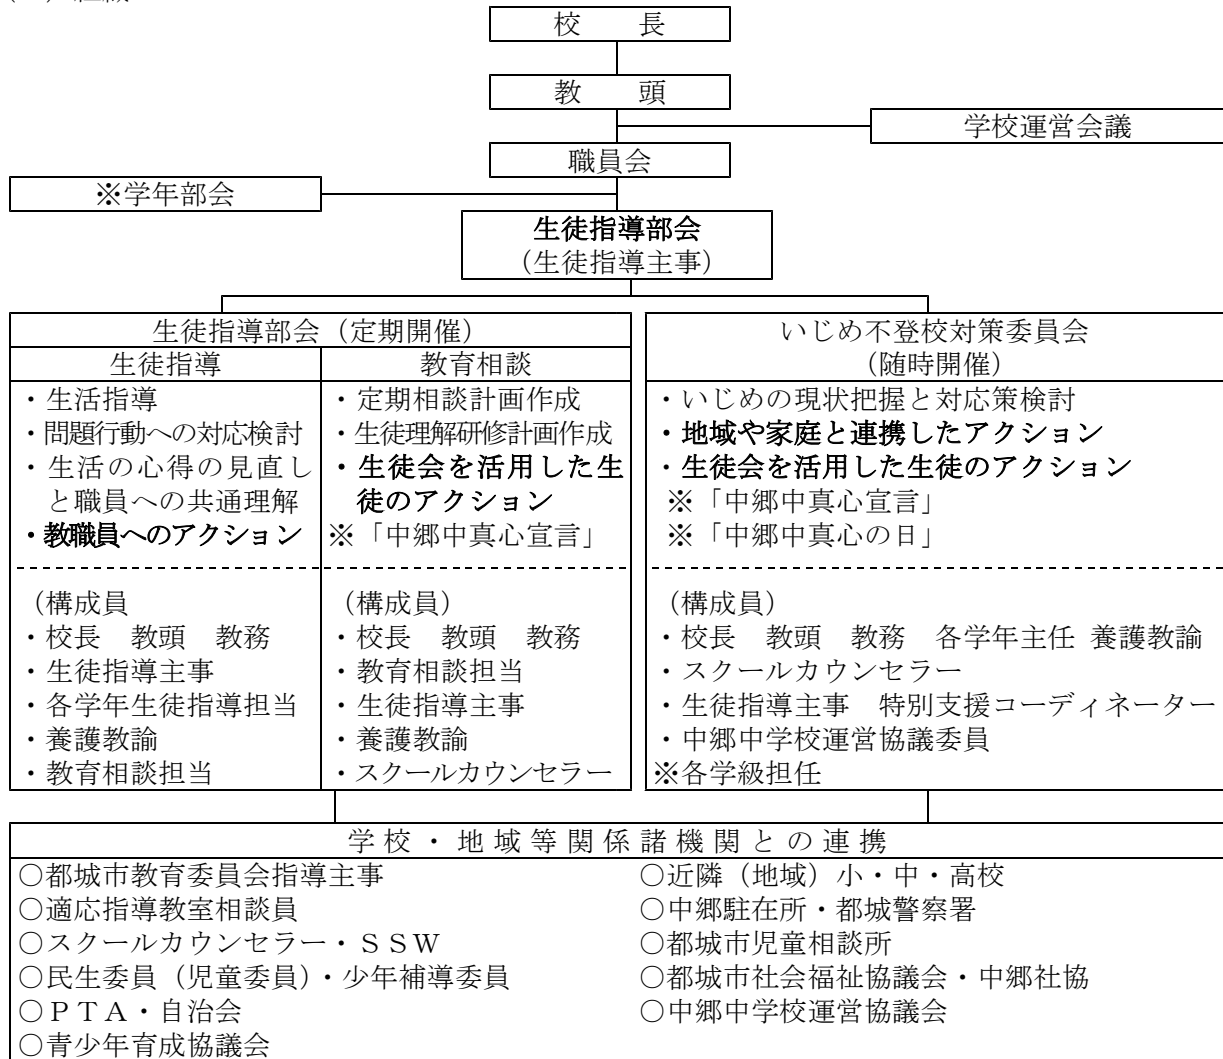 校　長
教　頭
学校運営会議
職員会
※学年部会
生徒指導部会
（生徒指導主事）
生徒指導部会（定期開催）
生徒指導
・生活指導
・問題行動への対応検討
・生活の心得の見直し
と職員への共通理解
・教職員へのアクション
（構成員
・校長　教頭　教務
・生徒指導主事
・各学年生徒指導担当
・養護教諭
・教育相談担当
教育相談
・定期相談計画作成
・生徒理解研修計画作成
・生徒会を活用した生
徒のアクション
※「中郷中真心宣言」
（構成員）
・校長　教頭　教務
・教育相談担当
・生徒指導主事
・養護教諭
・スクールカウンセラー
いじめ不登校対策委員会
（随時開催）
・いじめの現状把握と対応策検討
・地域や家庭と連携したアクション
・生徒会を活用した生徒のアクション
※「中郷中真心宣言」
※「中郷中真心の日」
（構成員）
・校長　教頭　教務　各学年主任 養護教諭
・スクールカウンセラー
・生徒指導主事　特別支援コーディネーター
・中郷中学校運営協議委員
※各学級担任
学校・地域等関係諸機関との連携
○都城市教育委員会指導主事
○適応指導教室相談員
○スクールカウンセラー・ＳＳＷ
○民生委員（児童委員）・少年補導委員
○ＰＴＡ・自治会
○青少年育成協議会
○近隣（地域）小・中・高校
○中郷駐在所・都城警察署
○都城市児童相談所
○都城市社会福祉協議会・中郷社協
○中郷中学校運営協議会